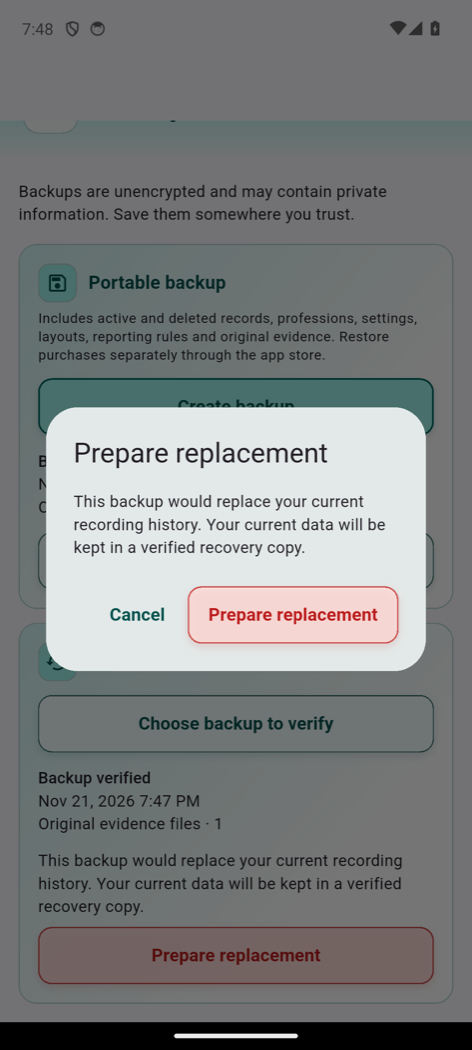 7:48
Backups are unencrypted and may contain private
information. Save them somewhere you trust.
Portable backup
Includes active and deleted records, professions, settings,
layouts, reporting rules and original evidence. Restore
purchases separately through the app store.
Create backup
Prepare replacement
This backup would replace your current
recording history. Your current data will be
kept in a verified recovery copy.
Cancel
Prepare replacement
Choose backup to verify
Backup verified
Nov 21, 2026 7:47 PM
Original evidence files · 1
This backup would replace your current recording
history. Your current data will be kept in a verified
recovery copy.
Prepare replacement